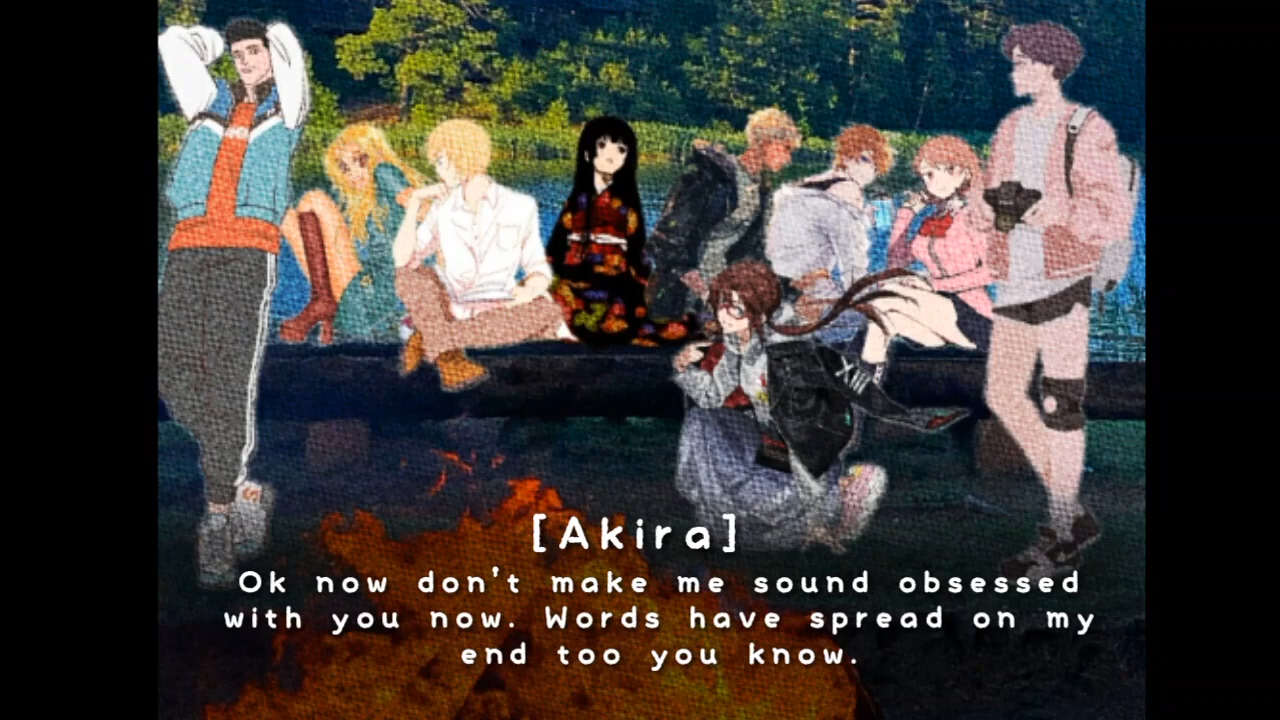 XIII
[Akira]
Ok now don't make me sound obsessed
with you now. Words have spread on my
end too you know.